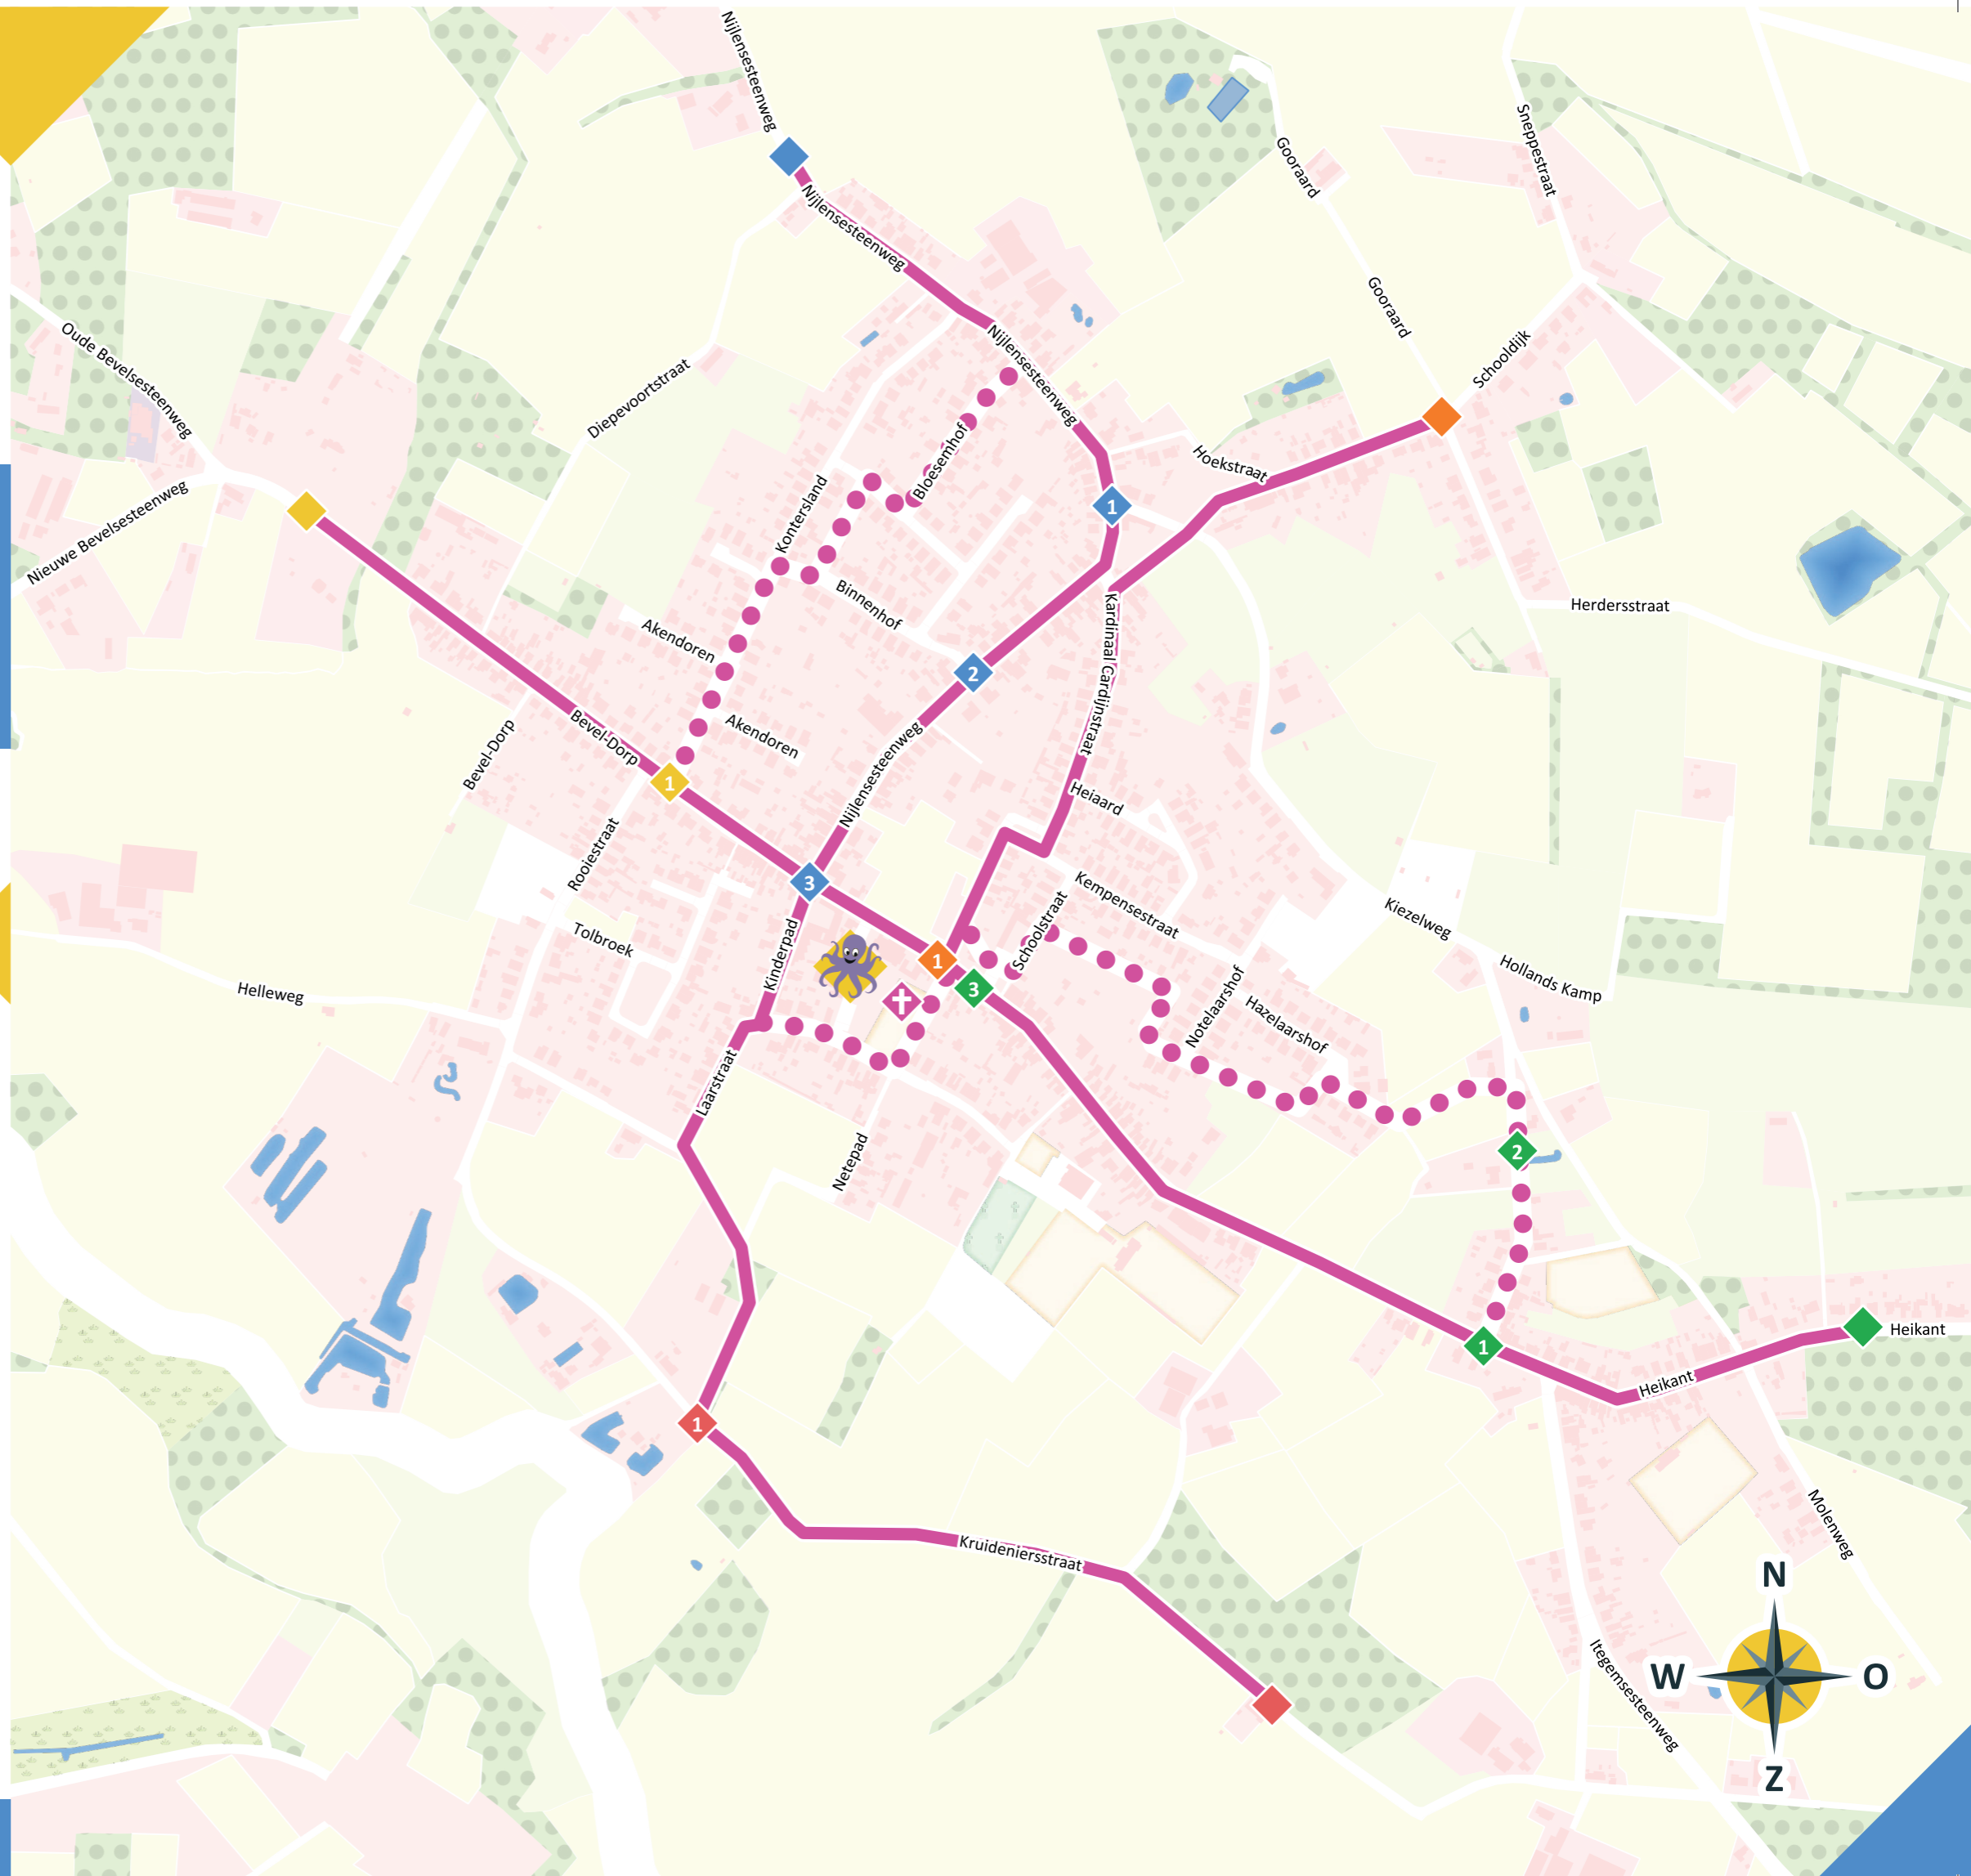 Nijlensesteenweg
Sneppestraat
Gooraard
Nijlensesteenweg
Gooraard
Oude Bevelsesteenweg
Nijlensesteenweg
Schooldijk
Diepevoortstraat
Bloesemhof
Hoekstraat
Kontersland
Nieuwe Bevelsesteenweg
1
Binnenhof
Herdersstraat
Akendoren
Kardinaal Cardijnstraat
2
Bevel-Dorp
Akendoren
Bevel-Dorp
Nijlensesteenweg
1
Heiaard
Rooiestraat
3
Kempensestraat
Schoolstraat
Kiezelweg
Tolbroek
Kinderpad
1
Hollands Kamp
Helleweg
3
Notelaarshof
Hazelaarshof
Laarstraat
Netepad
2
Heikant
1
Heikant
1
Kruideniersstraat
Molenweg
N
W
O
Z
Itegemsesteenweg